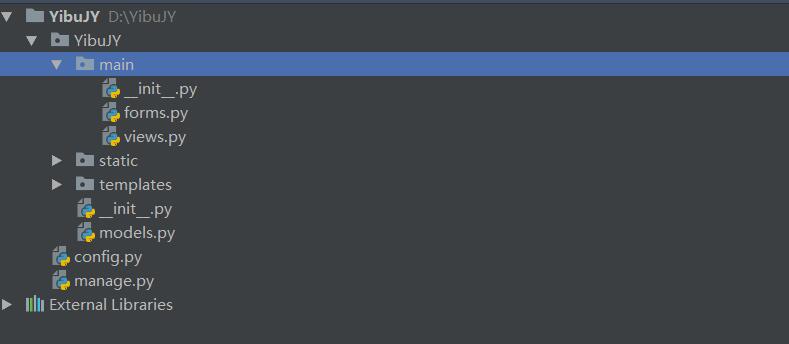 YibuJY D:\YibuJY
YibuJY
main
__init__.py
forms.py
views.py
static
templates
__init__.py
models.py
config.py
manage.py
External Libraries